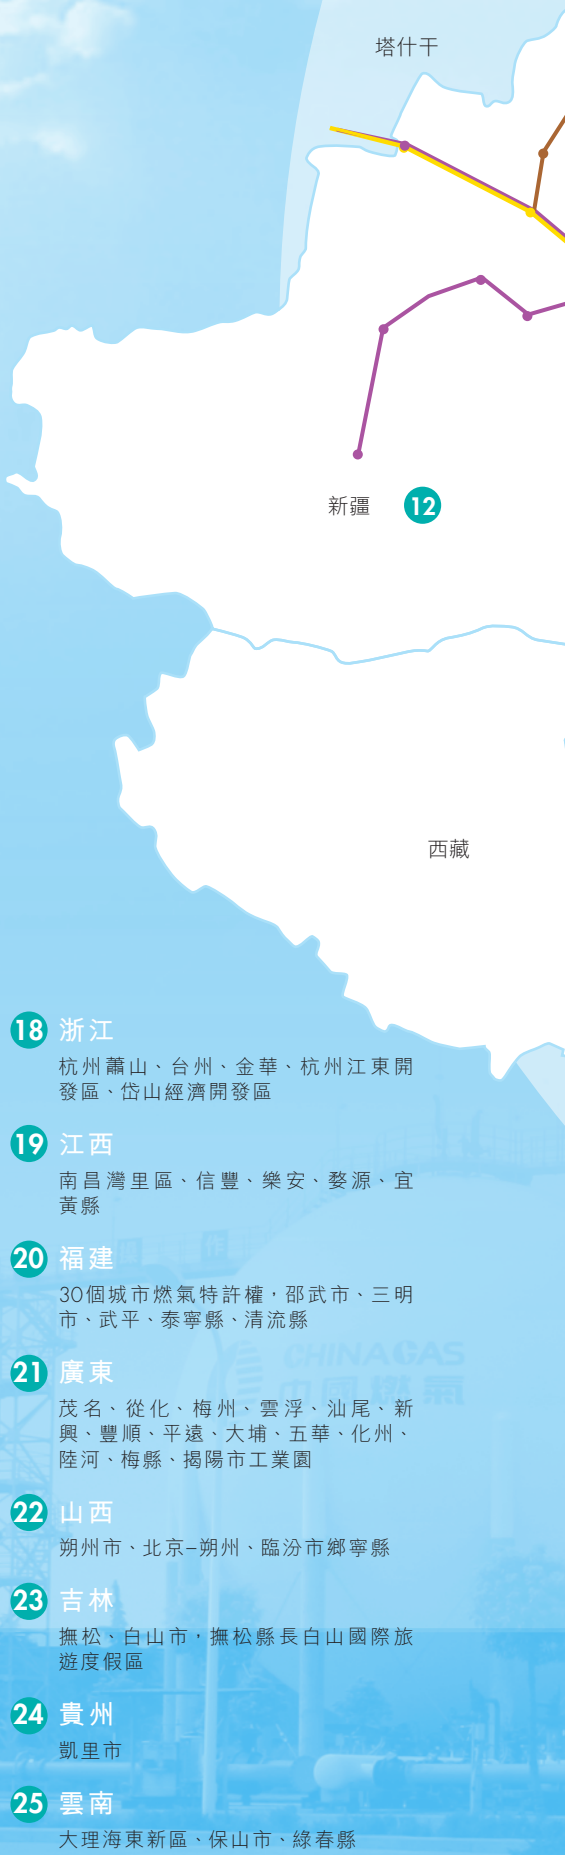 塔什干
新疆
12
西藏
18 浙江
杭州蕭山、台州、金華、杭州江東開
發區、岱山經濟開發區
19 江西
南昌灣里區、信豐、樂安、婺源、宜
黃縣
20 福建
30個城市燃氣特許權，邵武市、三明
市、武平、泰寧縣、清流縣
CHINA GAS
中國燃氣
21 廣東
茂名、從化、梅州、雲浮、汕尾、新
興、豐順、平遠、大埔、五華、化州、
陸河、梅縣、揭陽市工業園
22 山西
朔州市、北京–朔州、臨汾市鄉寧縣
23 吉林
撫松、白山市，撫松縣長白山國際旅
遊度假區
24 貴州
凱里市
25 雲南
大理海東新區、保山市、綠春縣